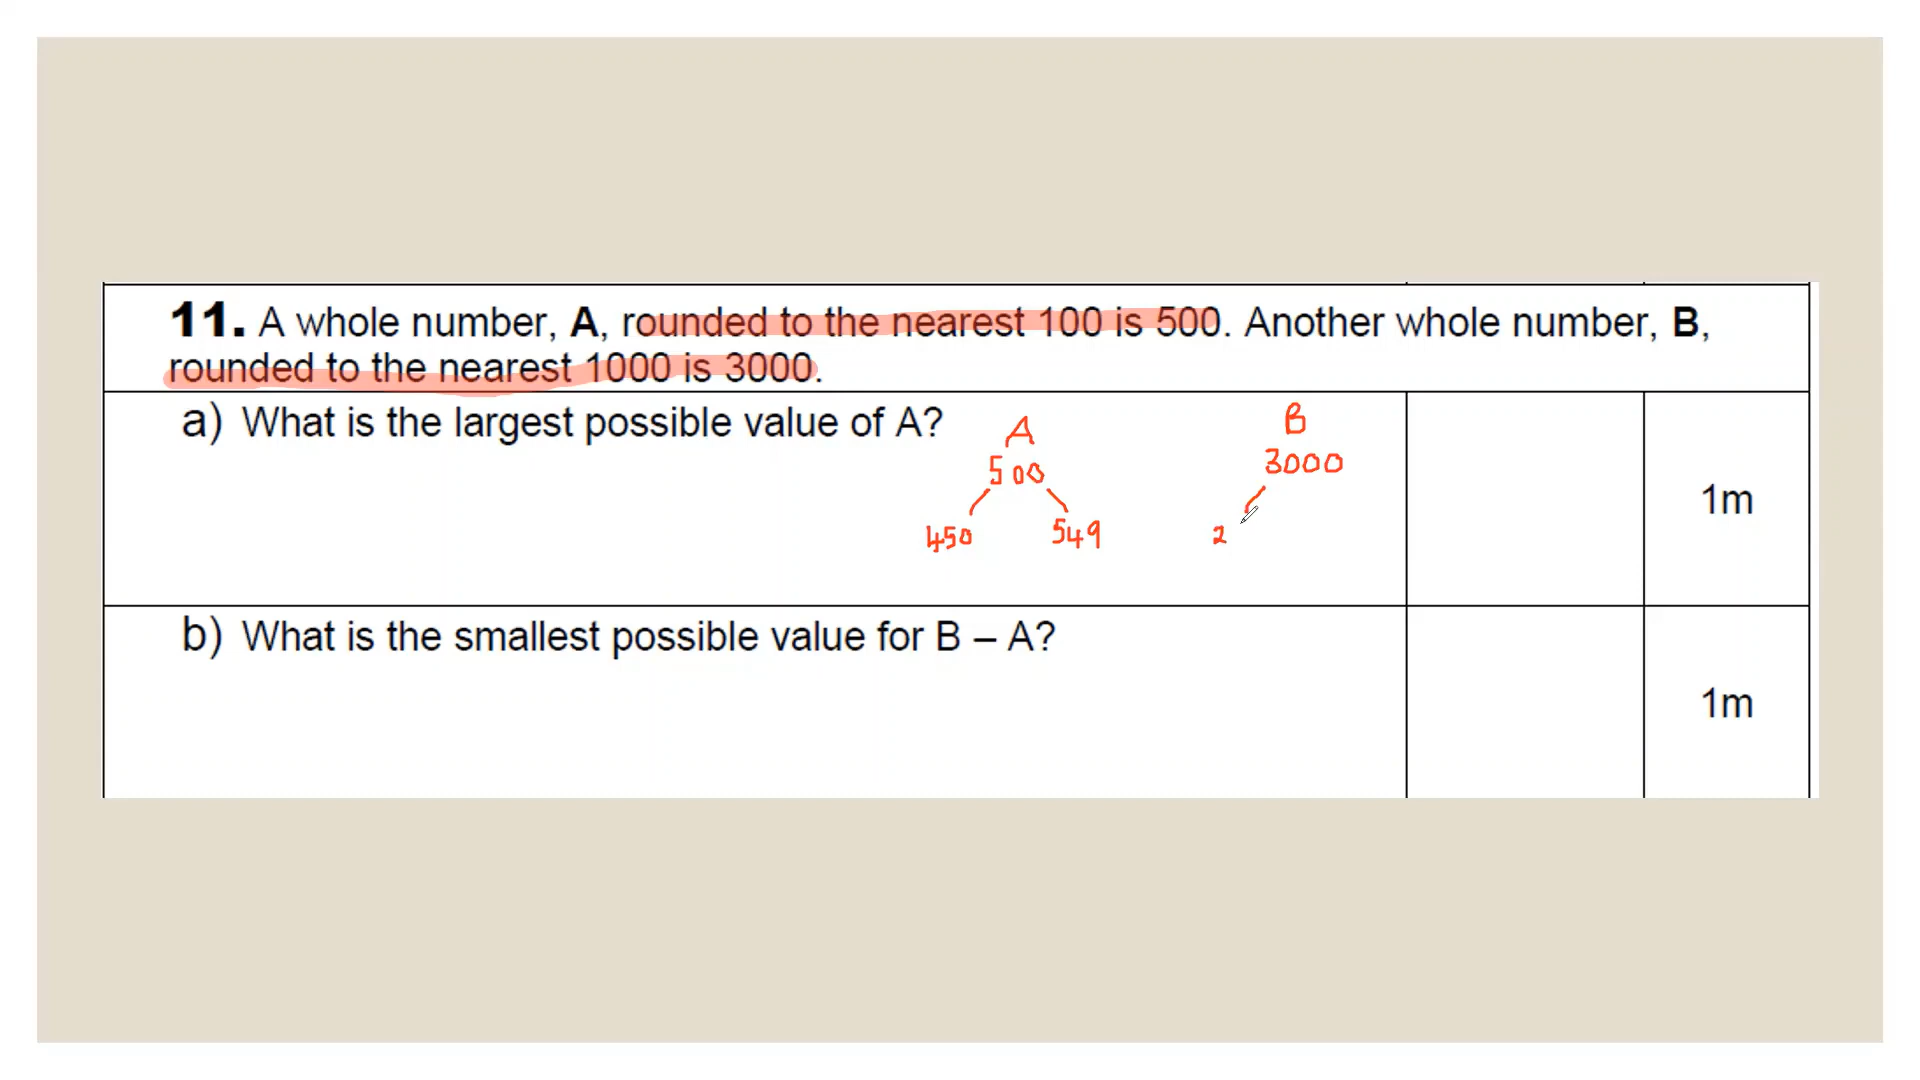 11. A whole number, A, rounded to the nearest 100 is 500. Another whole number, B,
rounded to the nearest 1000 is 3000.
a) What is the largest possible value of A?
A
B
500
3000
1m
450
549
2
b) What is the smallest possible value for B – A?
1m